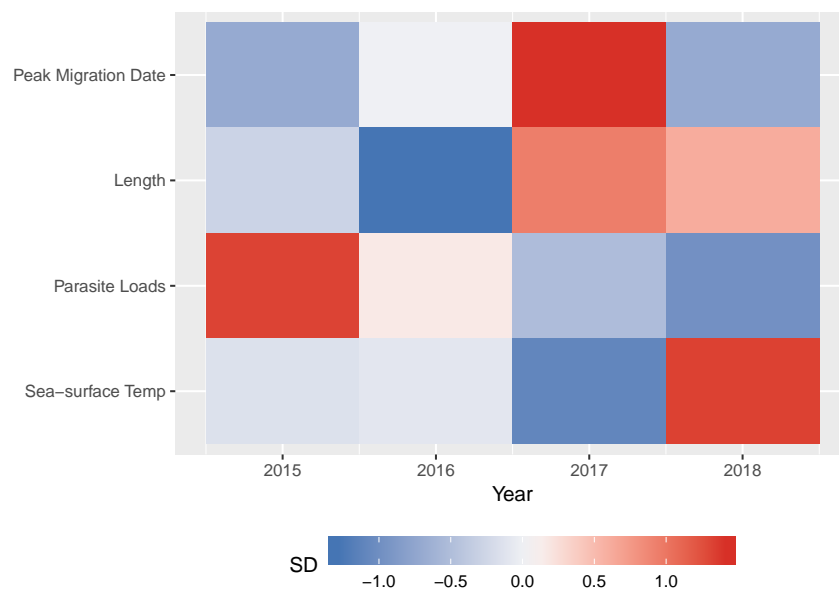 Peak Migration Date
Length
Parasite Loads
Sea−surface Temp
2015 2016 2017 2018
Year
SD
−1.0 −0.5 0.0 0.5 1.0